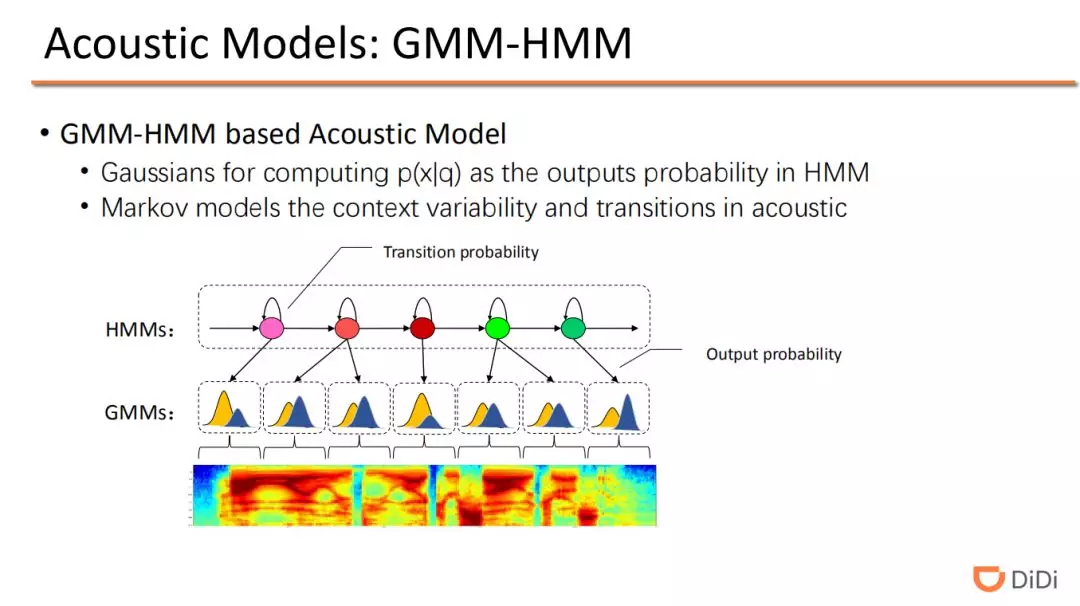 Acoustic Models: GMM-HMM
• GMM-HMM based Acoustic Model
• Gaussians for computing p(x|q) as the outputs probability in HMM
• Markov models the context variability and transitions in acoustic
Transition probability
HMMs：
Output probability
GMMs：
DiDi